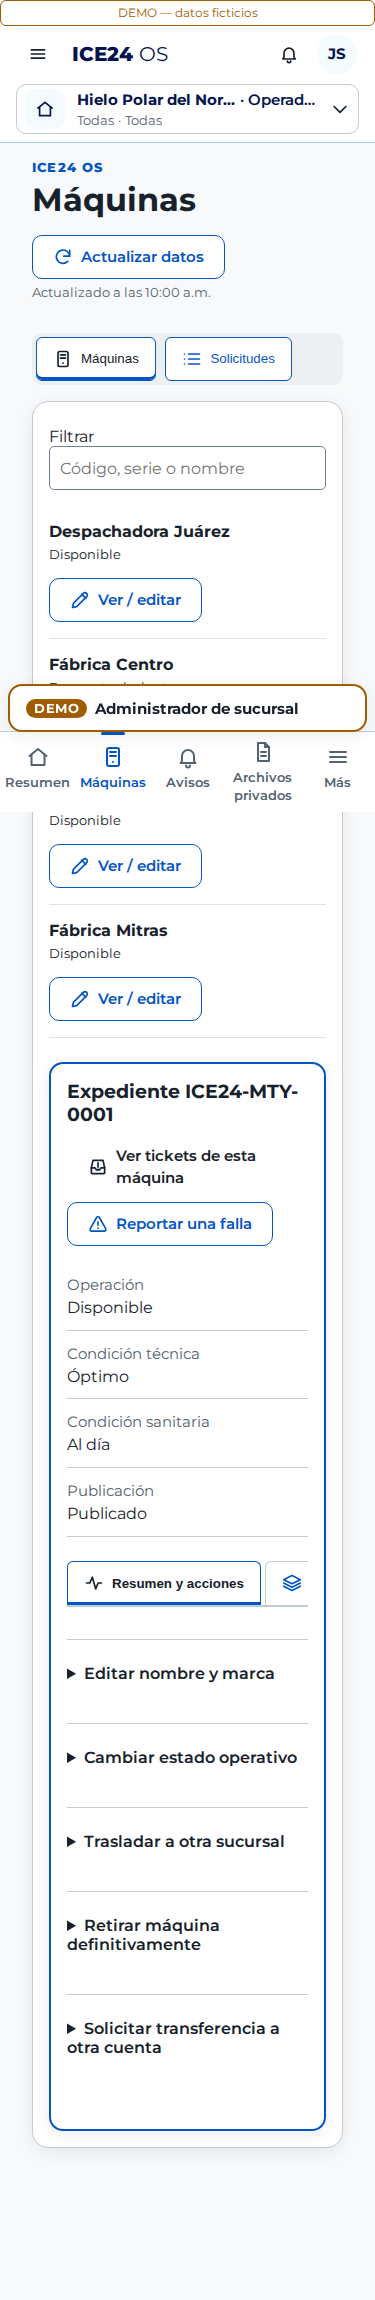 DEMO — datos ficticios
ICE24 OS
JS
Hielo Polar del Nor... · Operad...
Todas · Todas
ICE24 OS
Máquinas
Actualizar datos
Actualizado a las 10:00 a.m.
Máquinas
Solicitudes
Filtrar
Código, serie o nombre
Despachadora Juárez
Disponible
Ver / editar
Fábrica Centro
DEMO Administrador de sucursal
Resumen
Máquinas
Avisos
Archivos privados
Más
Disponible
Ver / editar
Fábrica Mitras
Disponible
Ver / editar
Expediente ICE24-MTY-
0001
Ver tickets de esta
máquina
Reportar una falla
Operación
Disponible
Condición técnica
Óptimo
Condición sanitaria
Al día
Publicación
Publicado
Resumen y acciones
Editar nombre y marca
Cambiar estado operativo
Trasladar a otra sucursal
Retirar máquina
definitivamente
Solicitar transferencia a
otra cuenta